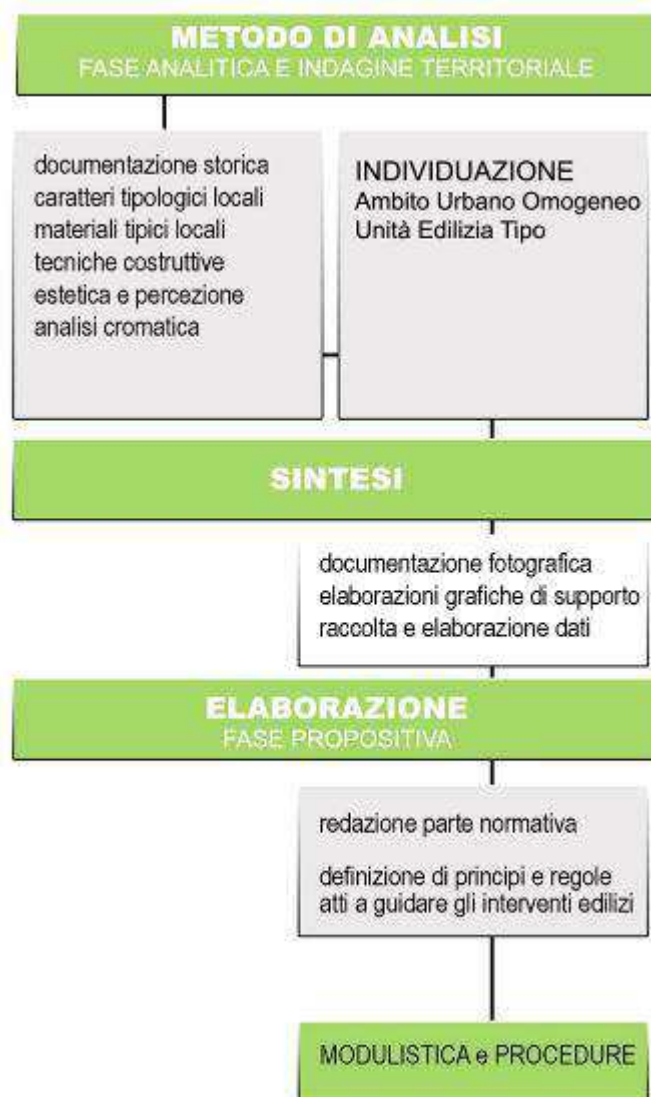 METODO DI ANALISI
FASE ANALITICA E INDAGINE TERRITORIALE
documentazione storica
caratteri tipologici locali
materiali tipici locali
tecniche costruttive
estetica e percezione
analisi cromatica
INDIVIDUAZIONE
Ambito Urbano Omogeneo
Unità Edilizia Tipo
SINTESI
documentazione fotografica
elaborazioni grafiche di supporto
raccolta e elaborazione dati
ELABORAZIONE
FASE PROPOSITIVA
redazione parte normativa
definizione di principi e regole
atti a guidare gli interventi edilizi
MODULISTICA e PROCEDURE